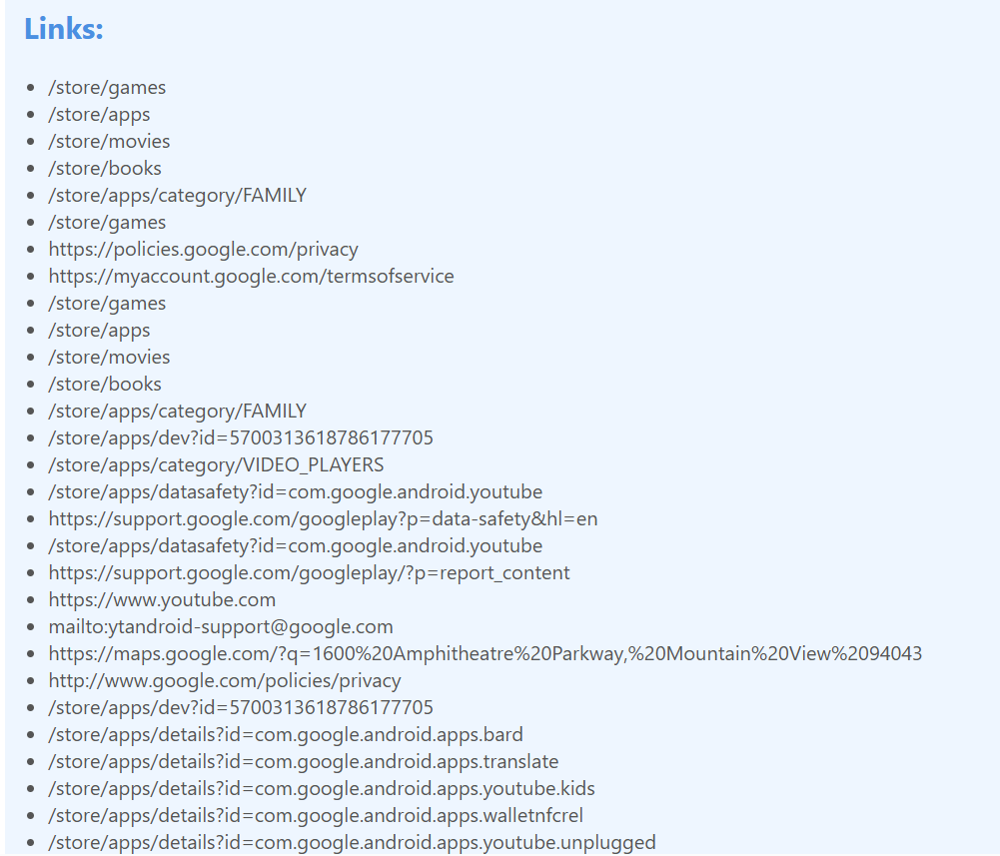 Links:
/store/games
/store/apps
/store/movies
/store/books
/store/apps/category/FAMILY
/store/games
https://policies.google.com/privacy
https://myaccount.google.com/termsofservice
/store/games
/store/apps
/store/movies
/store/books
/store/apps/category/FAMILY
/store/apps/dev?id=5700313618786177705
/store/apps/category/VIDEO_PLAYERS
/store/apps/datasafety?id=com.google.android.youtube
https://support.google.com/googleplay?p=data-safety&hl=en
/store/apps/datasafety?id=com.google.android.youtube
https://support.google.com/googleplay/?p=report_content
https://www.youtube.com
mailto:ytandroid-support@google.com
https://maps.google.com/?q=1600%20Amphitheatre%20Parkway,%20Mountain%20View%2094043
http://www.google.com/policies/privacy
/store/apps/dev?id=5700313618786177705
/store/apps/details?id=com.google.android.apps.bard
/store/apps/details?id=com.google.android.apps.translate
/store/apps/details?id=com.google.android.apps.youtube.kids
/store/apps/details?id=com.google.android.apps.walletnfcrel
/store/apps/details?id=com.google.android.apps.youtube.unplugged